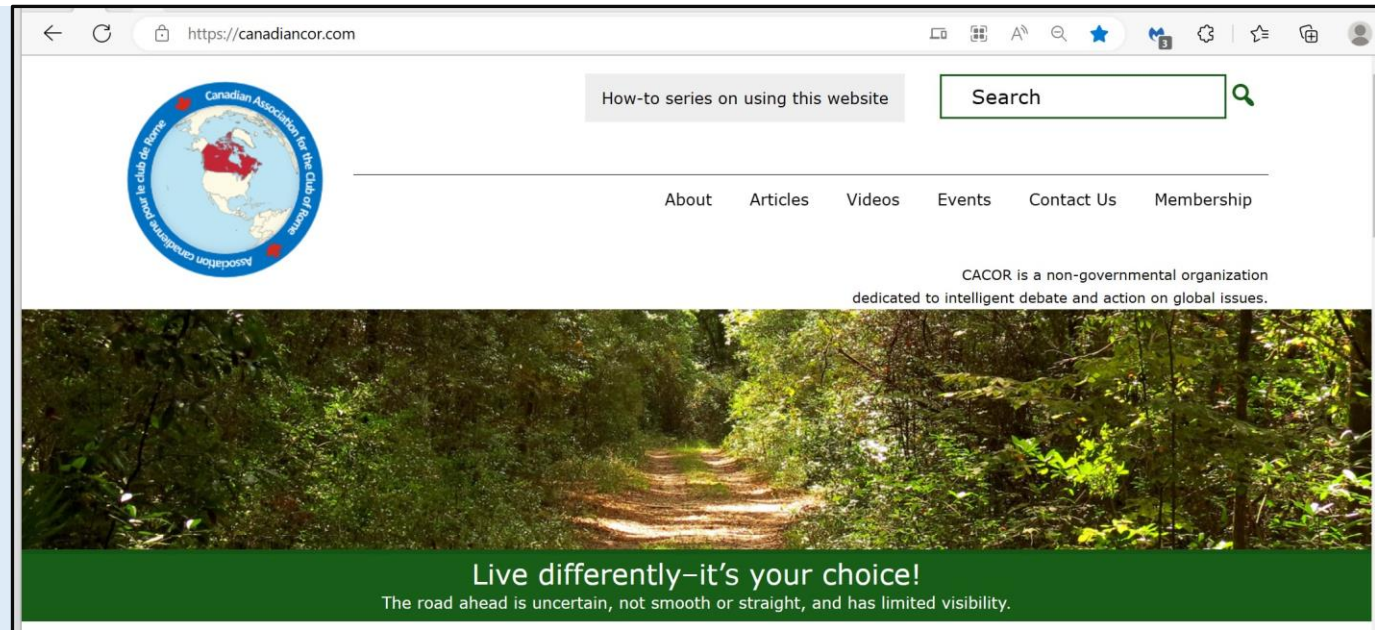 https://canadiancor.com
3
Canadian Association for the Club of Rome
Association canadienne pour le club de Rome
How-to series on using this website
Search
About Articles Videos Events Contact Us Membership
CACOR is a non-governmental organization
dedicated to intelligent debate and action on global issues.
Live differently–it's your choice!
The road ahead is uncertain, not smooth or straight, and has limited visibility.